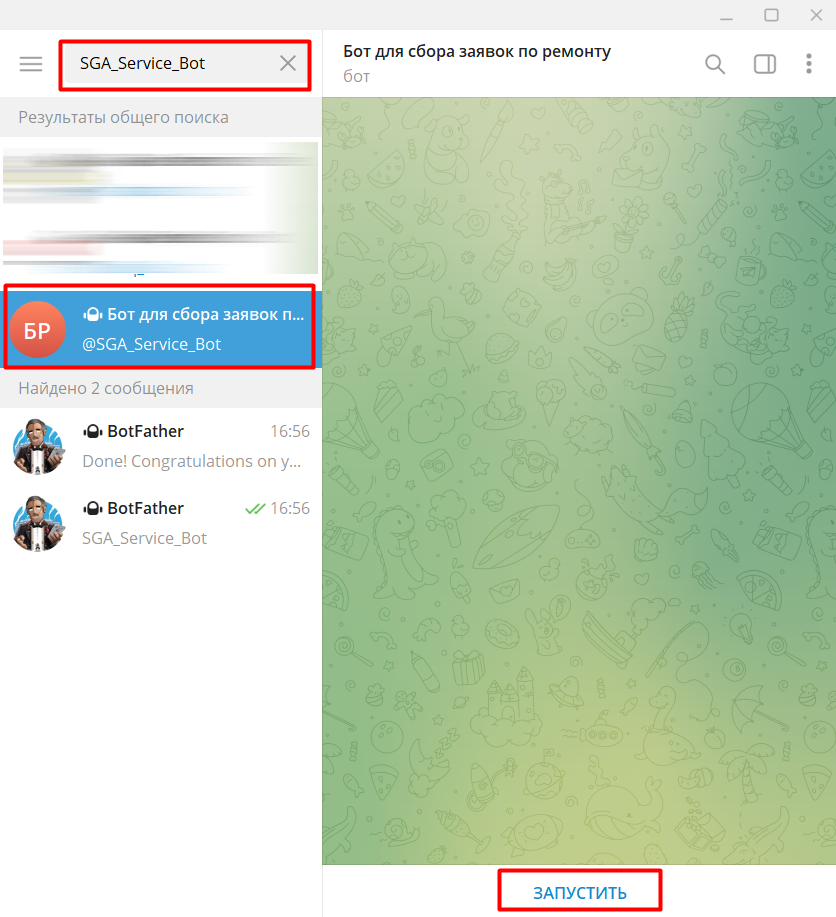 SGA_Service_Bot
Результаты общего поиска
БР
Бот для сбора заявок п...
@SGA_Service_Bot
Найдено 2 сообщения
BotFather 16:56
Done! Congratulations on y...
BotFather 16:56
SGA_Service_Bot
Бот для сбора заявок по ремонту
бот
ЗАПУСТИТЬ